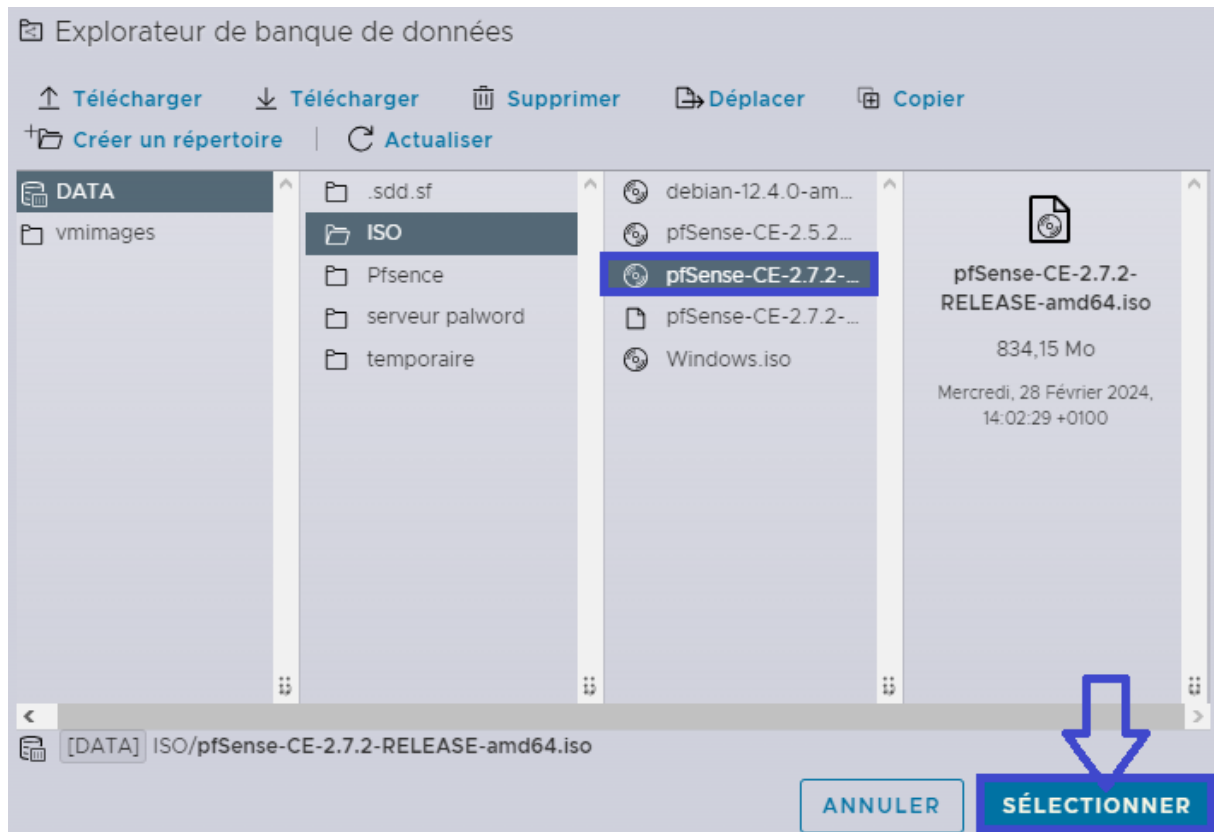 Explorateur de banque de données
Télécharger Télécharger Supprimer Déplacer Copier
Créer un répertoire Actualiser
DATA
vmimages
.sdd.sf
ISO
Pfsence
serveur palword
temporaire
debian-12.4.0-am...
pfSense-CE-2.5.2...
pfSense-CE-2.7.2-...
pfSense-CE-2.7.2-...
Windows.iso
pfSense-CE-2.7.2-
RELEASE-amd64.iso
834,15 Mo
Mercredi, 28 Février 2024,
14:02:29 +0100
[DATA] ISO/pfSense-CE-2.7.2-RELEASE-amd64.iso
ANNULER SÉLECTIONNER